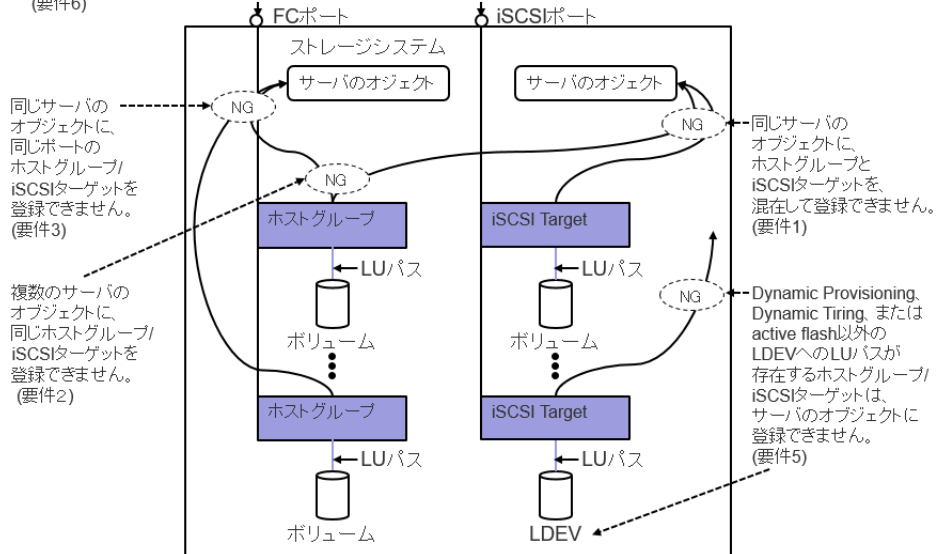 (要件6)
FCポート
iSCSIポート
ストレージシステム
サーバのオジェクト
サーバのオジェクト
NG
NG
NG
同じサーバの
オブジェクトに、
同じポートの
ホストグループ/
iSCSIターゲットを
登録できません。
(要件3)
同じサーバの
オブジェクトに、
ホストグループと
iSCSIターゲットを、
混在して登録できません。
(要件1)
ホストグループ
iSCSI Target
LUパス
LUパス
ボリューム
ボリューム
複数のサーバの
オブジェクトに、
同じホストグループ/
iSCSIターゲットを
登録できません。
(要件2)
NG
Dynamic Provisioning、
Dynamic Tiring、または
active flash以外の
LDEVへのLUパスが
存在するホストグループ/
iSCSIターゲットは、
サーバのオブジェクトに
登録できません。
(要件5)
ホストグループ
iSCSI Target
LUパス
LUパス
ボリューム
LDEV